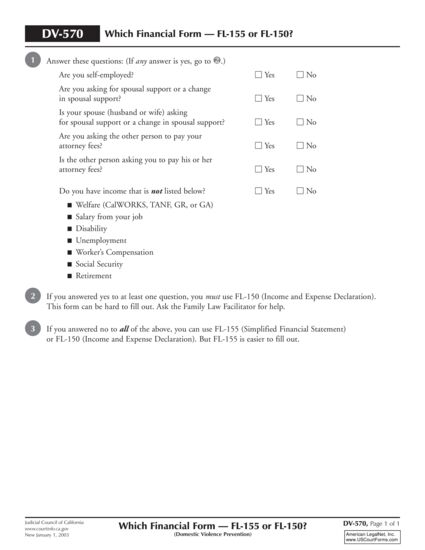 DV-570 Which Financial Form — FL-155 or FL-150?
1 Answer these questions: (If any answer is yes, go to 2.)
Are you self-employed? ☐ Yes ☐ No
Are you asking for spousal support or a change
in spousal support? ☐ Yes ☐ No
Is your spouse (husband or wife) asking
for spousal support or a change in spousal support? ☐ Yes ☐ No
Are you asking the other person to pay your
attorney fees? ☐ Yes ☐ No
Is the other person asking you to pay his or her
attorney fees? ☐ Yes ☐ No
Do you have income that is not listed below? ☐ Yes ☐ No
■ Welfare (CalWORKS, TANF, GR, or GA)
■ Salary from your job
■ Disability
■ Unemployment
■ Worker's Compensation
■ Social Security
■ Retirement
2 If you answered yes to at least one question, you must use FL-150 (Income and Expense Declaration).
This form can be hard to fill out. Ask the Family Law Facilitator for help.
3 If you answered no to all of the above, you can use FL-155 (Simplified Financial Statement)
or FL-150 (Income and Expense Declaration). But FL-155 is easier to fill out.
Judicial Council of California
www.courtinfo.ca.gov
New January 1, 2003
Which Financial Form — FL-155 or FL-150?
(Domestic Violence Prevention)
DV-570, Page 1 of 1
American LegalNet, Inc.
www.USCourtForms.com